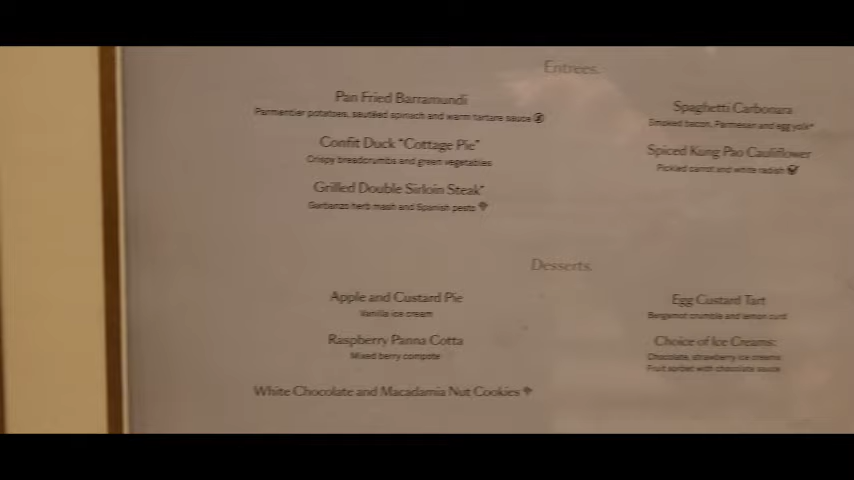 Entrees.
Pan Fried Barramundi
Parmentier potatoes, sautéed spinach and warm tartare sauce
Confit Duck "Cottage Pie"
Crispy breadcrumbs and green vegetables
Grilled Double Sirloin Steak*
Garbanzo herb mash and Spanish pesto
Spaghetti Carbonara
Smoked bacon, Parmesan and egg yolk*
Spiced Kung Pao Cauliflower
Pickled carrot and white radish
Desserts.
Apple and Custard Pie
Vanilla ice cream
Raspberry Panna Cotta
Mixed berry compote
White Chocolate and Macadamia Nut Cookies
Egg Custard Tart
Bergamot crumble and lemon curd
Choice of Ice Creams:
Chocolate, strawberry ice creams
Fruit sorbet with chocolate sauce